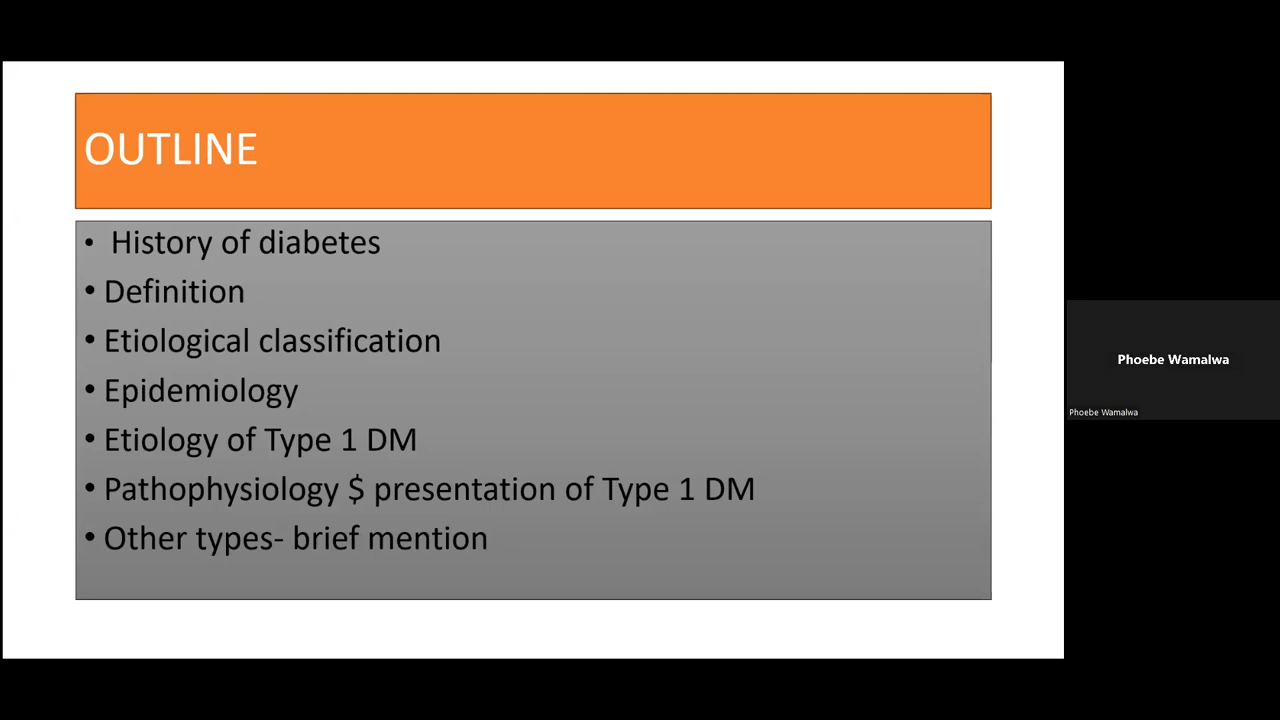 OUTLINE
• History of diabetes
• Definition
• Etiological classification
• Epidemiology
• Etiology of Type 1 DM
• Pathophysiology $ presentation of Type 1 DM
• Other types- brief mention
Phoebe Wamalwa
Phoebe Wamalwa